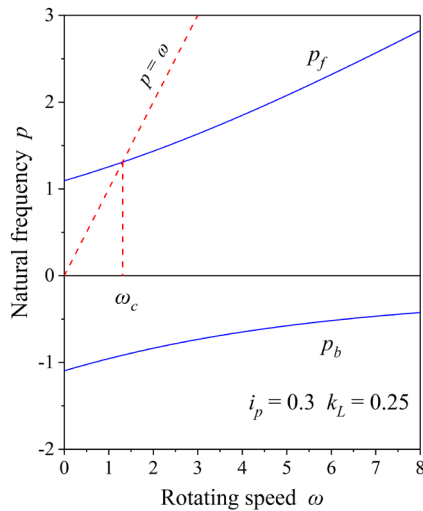 3
2
1
0
-1
-2
Natural frequency p
p = ω
p_f
ω_c
p_b
i_p = 0.3 k_L = 0.25
0 1 2 3 4 5 6 7 8
Rotating speed ω